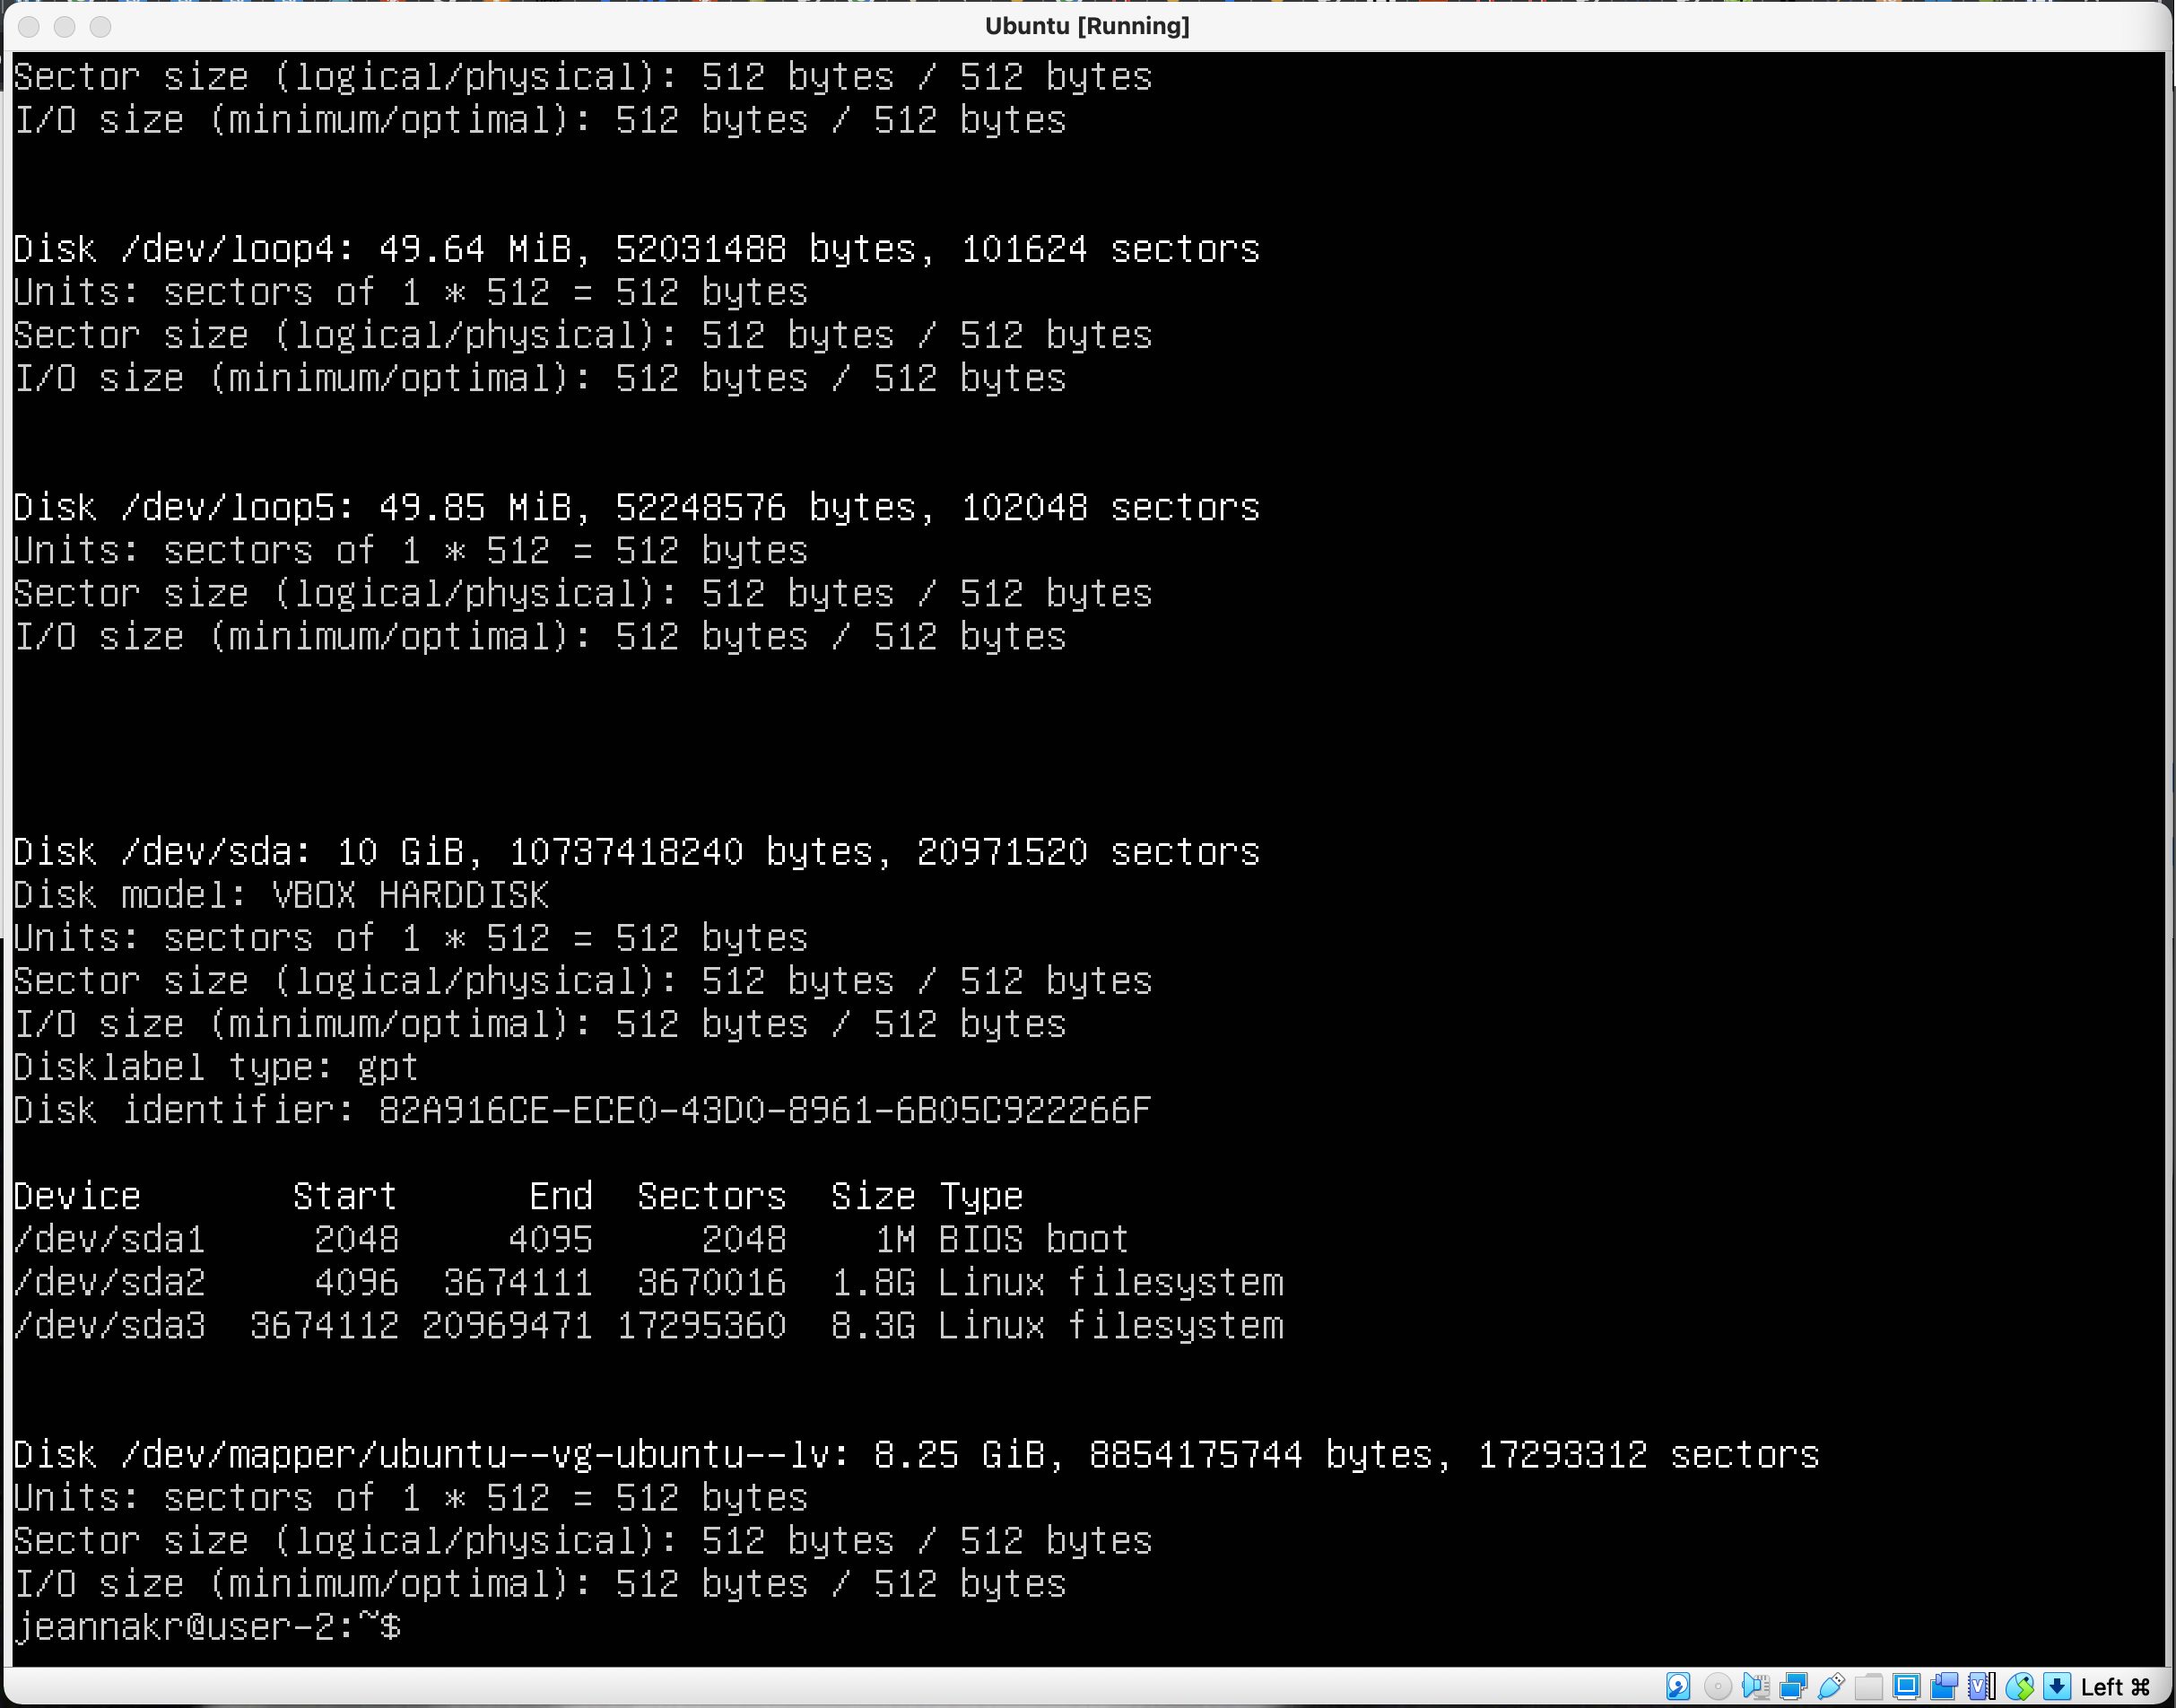 Ubuntu [Running]
Sector size (logical/physical): 512 bytes / 512 bytes
I/O size (minimum/optimal): 512 bytes / 512 bytes
Disk /dev/loop4: 49.64 MiB, 52031488 bytes, 101624 sectors
Units: sectors of 1 * 512 = 512 bytes
Sector size (logical/physical): 512 bytes / 512 bytes
I/O size (minimum/optimal): 512 bytes / 512 bytes
Disk /dev/loop5: 49.85 MiB, 52248576 bytes, 102048 sectors
Units: sectors of 1 * 512 = 512 bytes
Sector size (logical/physical): 512 bytes / 512 bytes
I/O size (minimum/optimal): 512 bytes / 512 bytes
Disk /dev/sda: 10 GiB, 10737418240 bytes, 20971520 sectors
Disk model: VBOX HARDDISK
Units: sectors of 1 * 512 = 512 bytes
Sector size (logical/physical): 512 bytes / 512 bytes
I/O size (minimum/optimal): 512 bytes / 512 bytes
Disklabel type: gpt
Disk identifier: 82A916CE-ECE0-43D0-8961-6B05C922266F
Device Start End Sectors Size Type
/dev/sda1 2048 4095 2048 1M BIOS boot
/dev/sda2 4096 3674111 3670016 1.8G Linux filesystem
/dev/sda3 3674112 20969471 17295360 8.3G Linux filesystem
Disk /dev/mapper/ubuntu--vg-ubuntu--lv: 8.25 GiB, 8854175744 bytes, 17293312 sectors
Units: sectors of 1 * 512 = 512 bytes
Sector size (logical/physical): 512 bytes / 512 bytes
I/O size (minimum/optimal): 512 bytes / 512 bytes
jeannakr@user-2:~$
Left ⌘